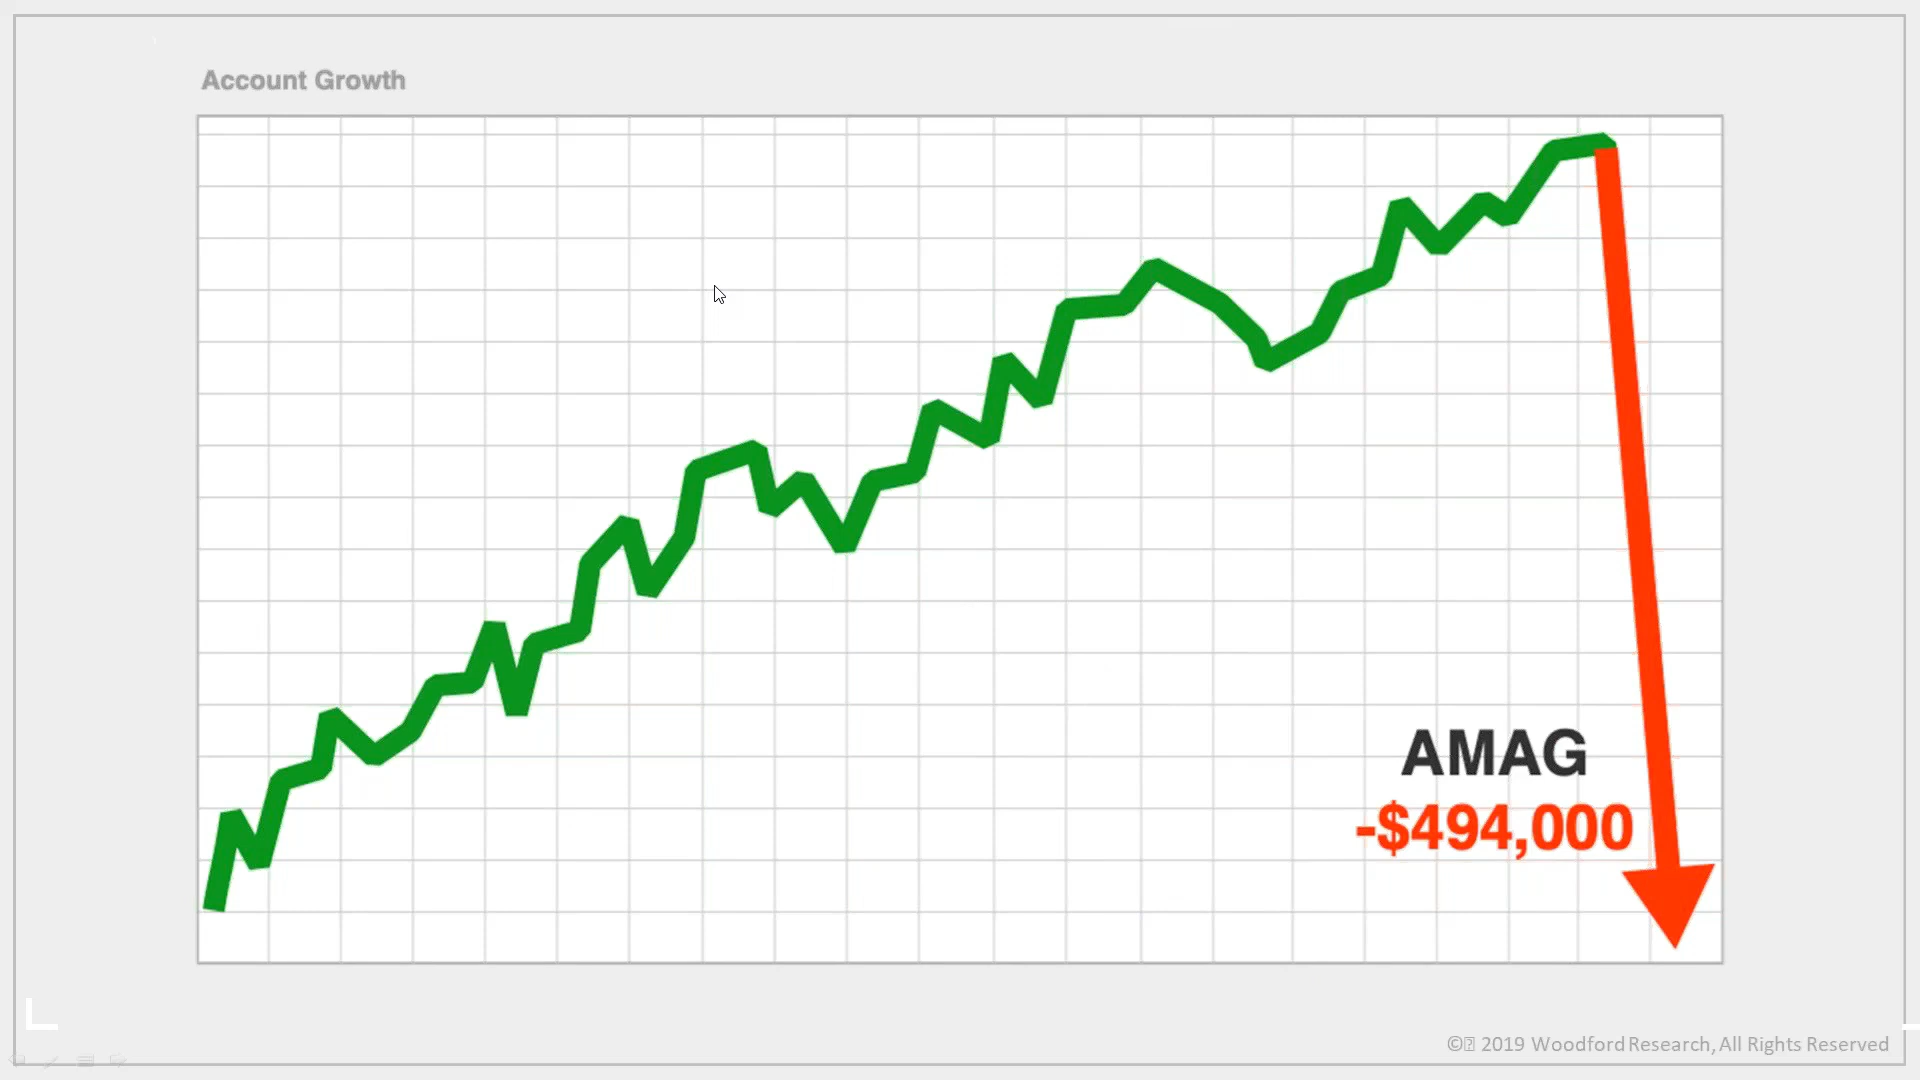 Account Growth
AMAG
-$494,000
© 2019 Woodford Research, All Rights Reserved